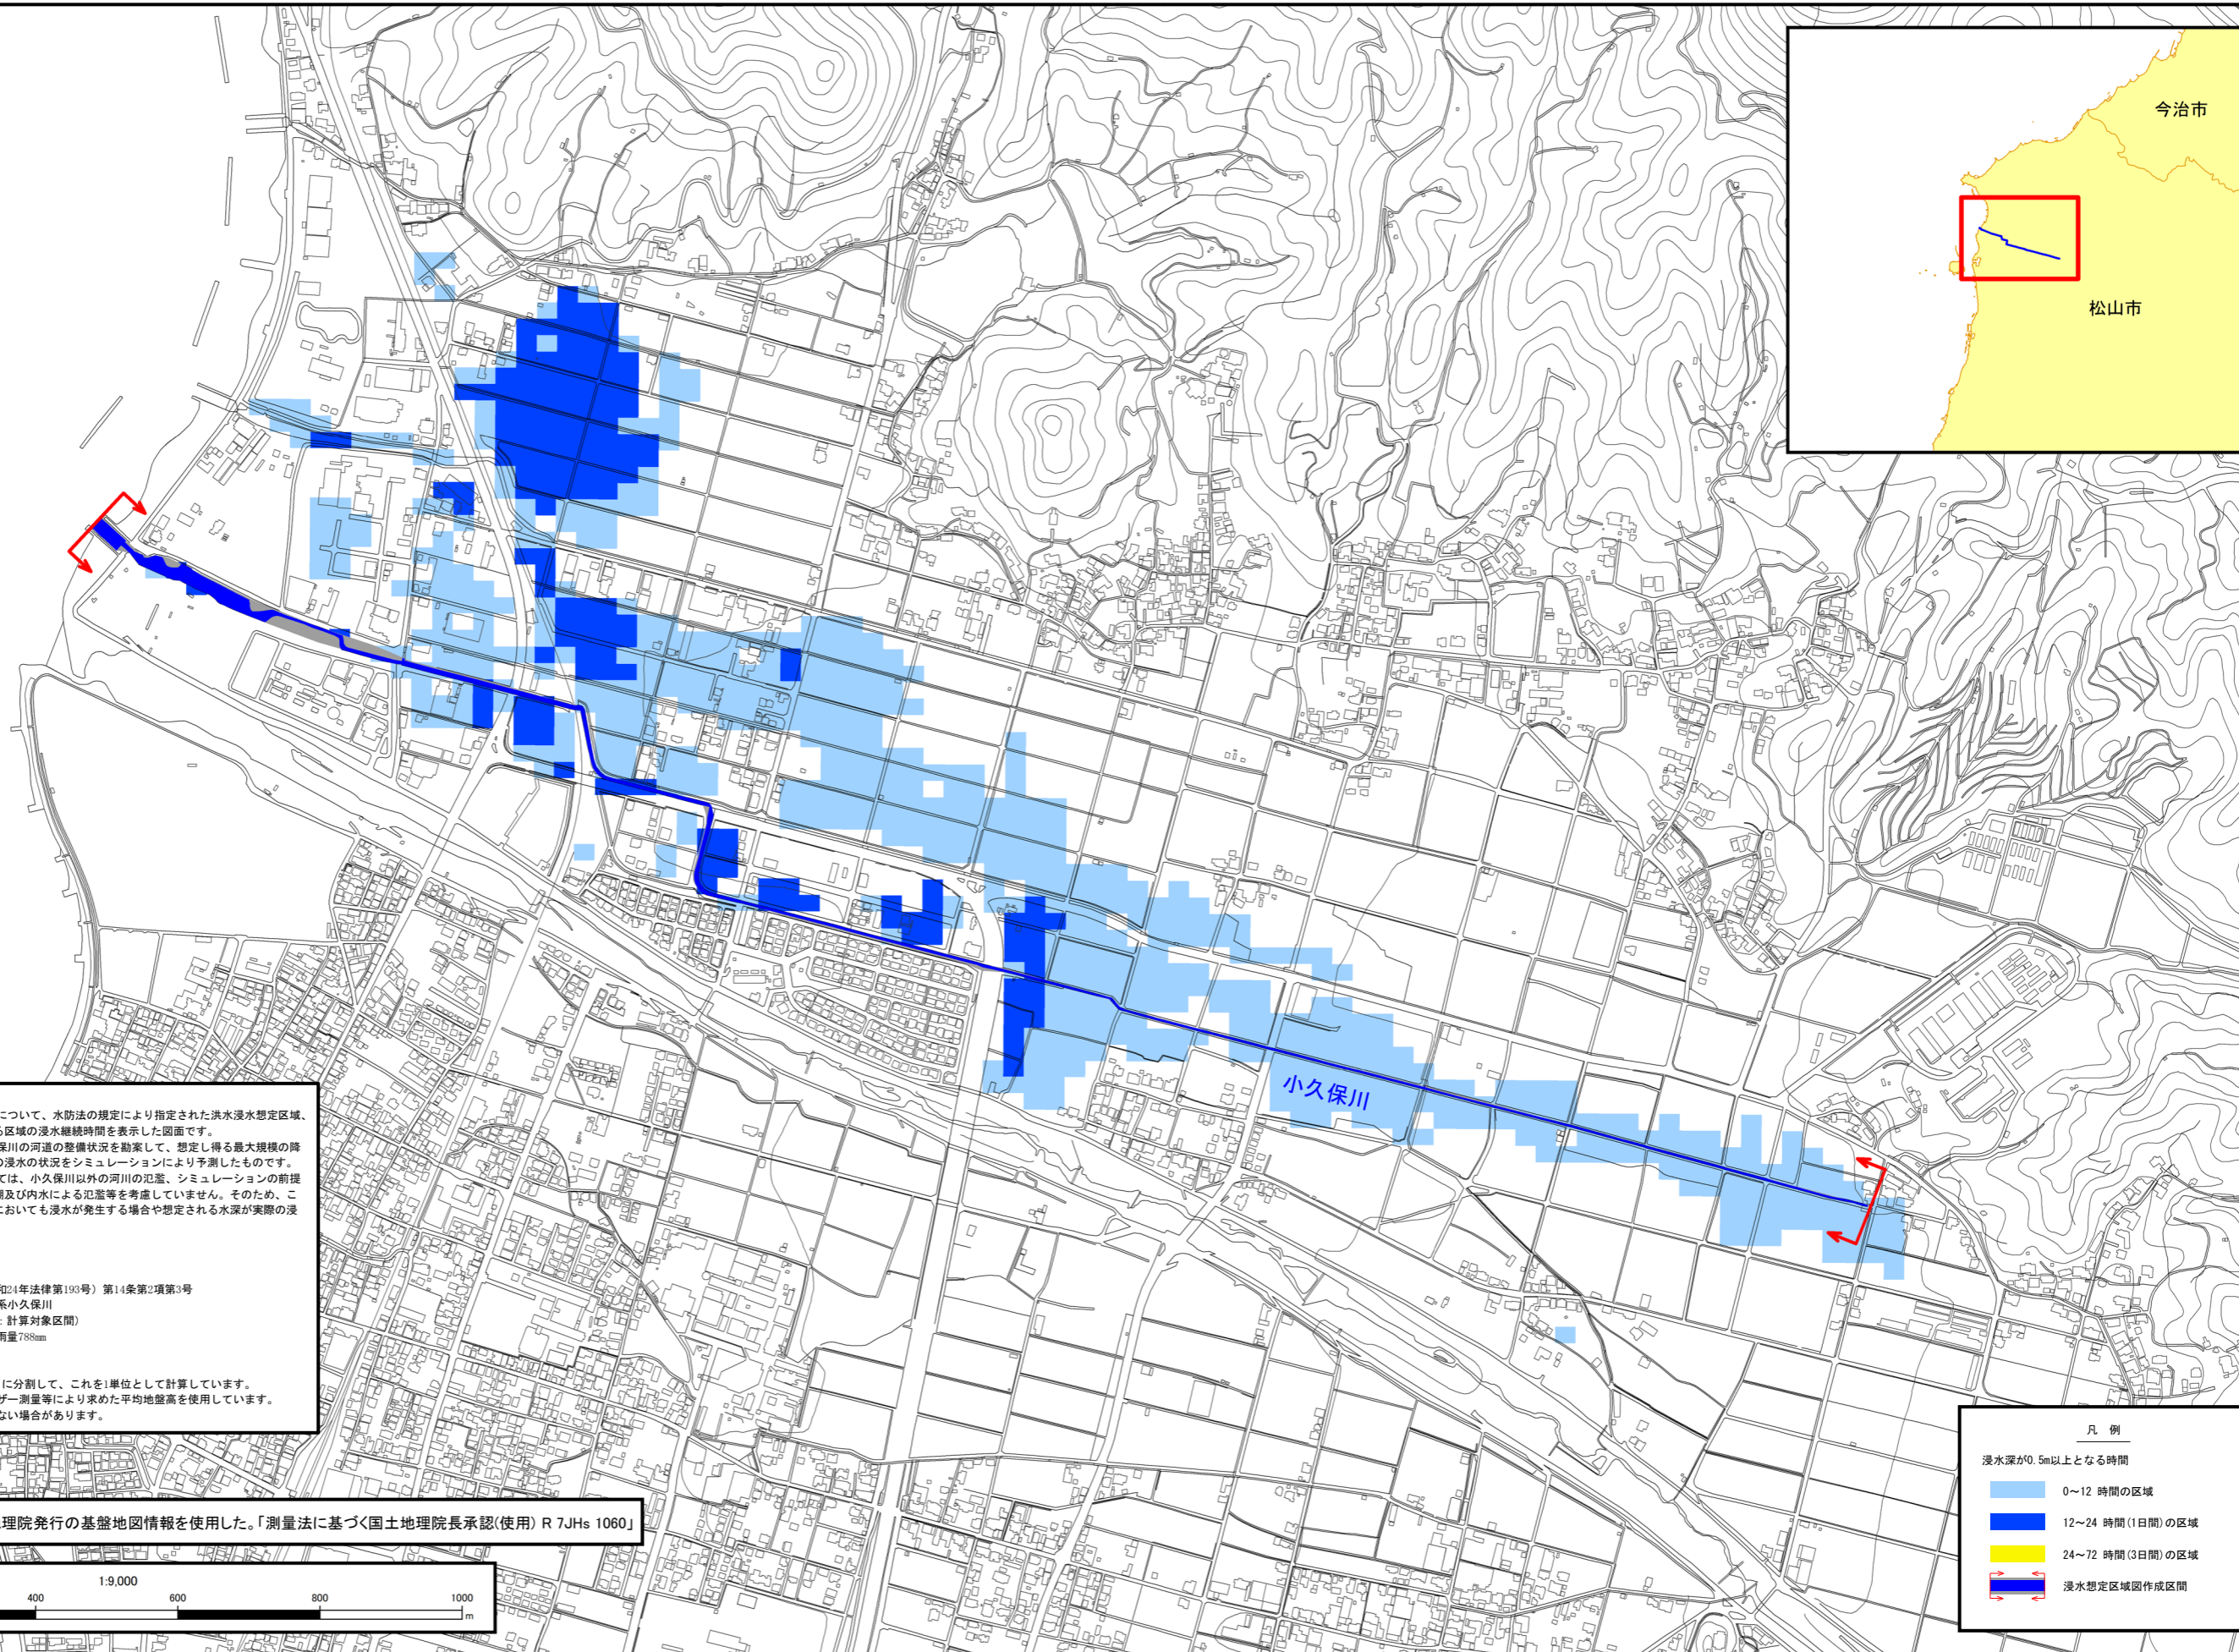 今治市
松山市
小久保川
について、水防法の規定により指定された洪水浸水想定区域、
る区域の浸水継続時間を表示した図面です。
保川の河道の整備状況を勘案して、想定し得る最大規模の降
の浸水の状況をシミュレーションにより予測したものです。
ては、小久保川以外の河川の氾濫、シミュレーションの前提
潮及び内水による氾濫等を考慮していません。そのため、こ
においても浸水が発生する場合や想定される水深が実際の浸
和24年法律第193号）第14条第2項第3号
系小久保川
：計算対象区間）
雨量788mm
に分割して、これを1単位として計算しています。
ザー測量等により求めた平均地盤高を使用しています。
ない場合があります。
理院発行の基盤地図情報を使用した。「測量法に基づく国土地理院長承認(使用) R 7JHs 1060」
1:9,000
400 600 800 1000
m
凡 例
浸水深が0.5m以上となる時間
0～12 時間の区域
12～24 時間(1日間)の区域
24～72 時間(3日間)の区域
浸水想定区域図作成区間